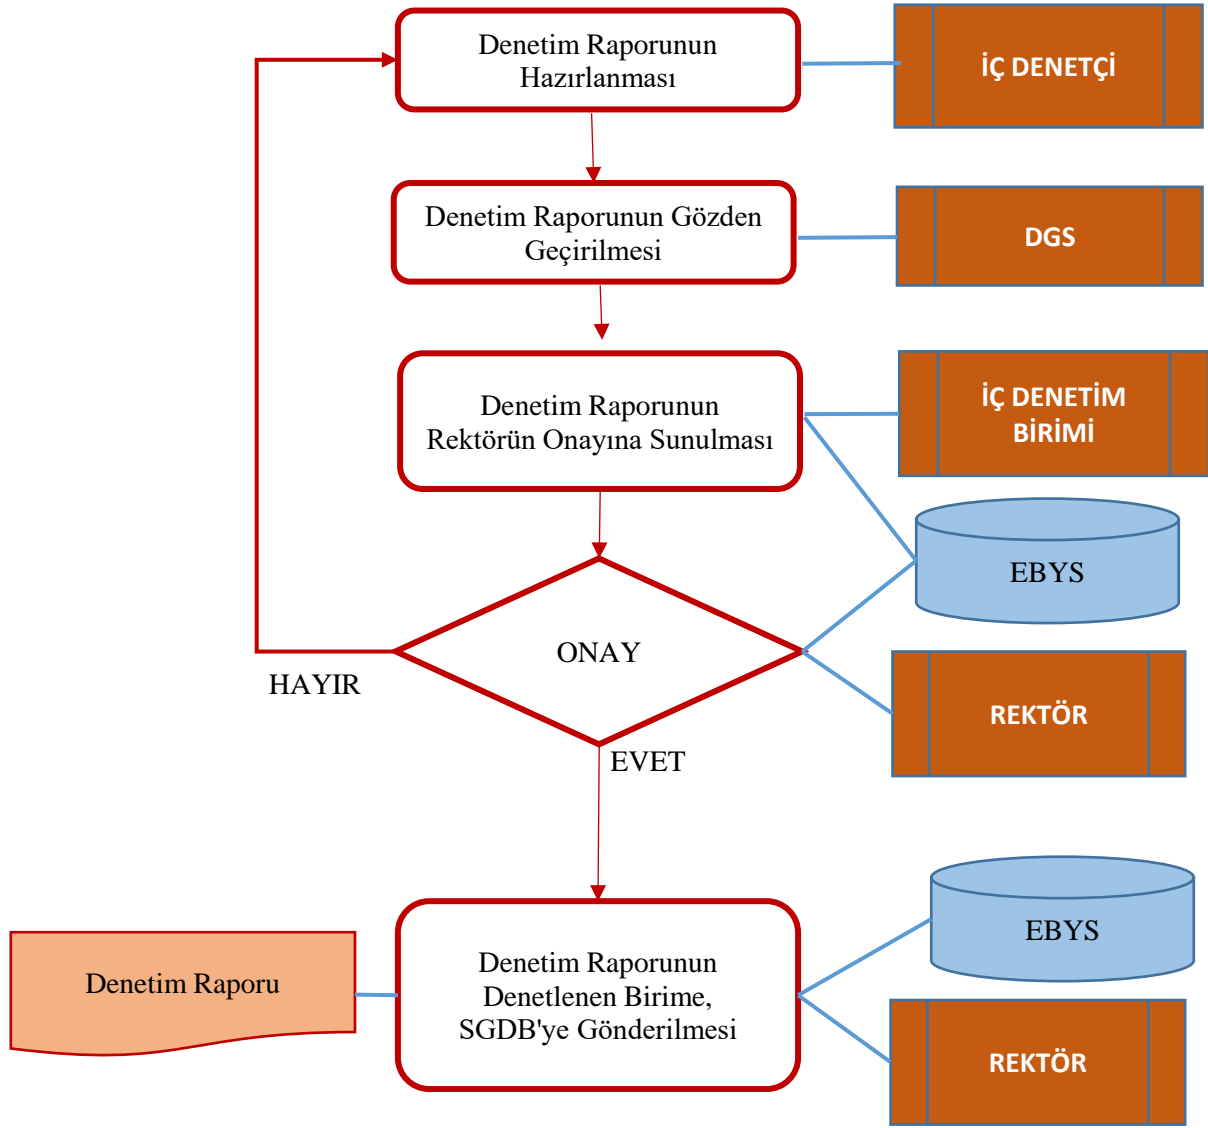 Denetim Raporunun
Hazırlanması
İÇ DENETÇİ
Denetim Raporunun Gözden
Geçirilmesi
DGS
Denetim Raporunun
Rektörün Onayına Sunulması
İÇ DENETİM
BİRİMİ
EBYS
ONAY
HAYIR
REKTÖR
EVET
Denetim Raporu
Denetim Raporunun
Denetlenen Birime,
SGDB'ye Gönderilmesi
EBYS
REKTÖR